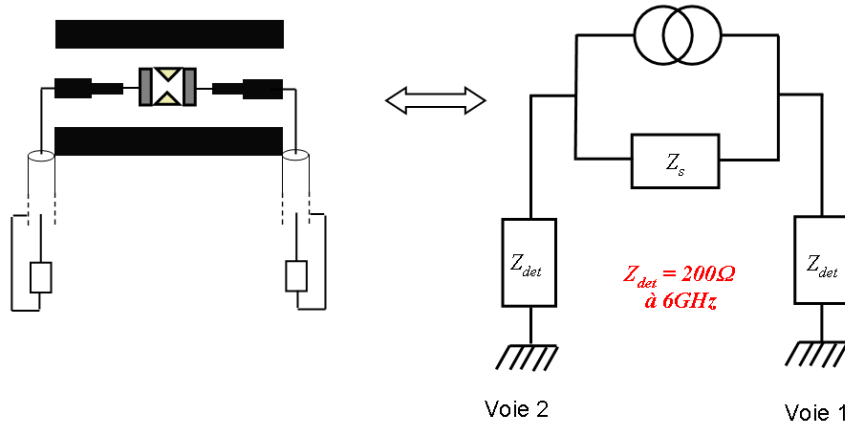 Z_s
Z_det
Z_det
Z_det = 200Ω
à 6GHz
Voie 2
Voie 1